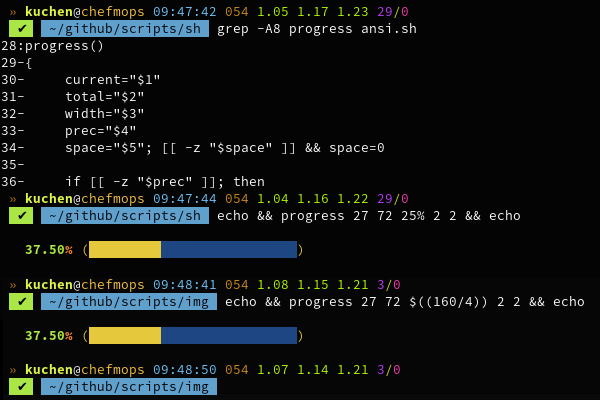 » kuchen@chefmops 09:47:42 054 1.05 1.17 1.23 29/0
✔ ~/github/scripts/sh grep -A8 progress ansi.sh
28:progress()
29-{
30-     current="$1"
31-     total="$2"
32-     width="$3"
33-     prec="$4"
34-     space="$5"; [[ -z "$space" ]] && space=0
35-
36-     if [[ -z "$prec" ]]; then
» kuchen@chefmops 09:47:44 054 1.04 1.16 1.22 29/0
✔ ~/github/scripts/sh echo && progress 27 72 25% 2 2 && echo
37.50% ( )
» kuchen@chefmops 09:48:41 054 1.08 1.15 1.21 3/0
✔ ~/github/scripts/img echo && progress 27 72 $((160/4)) 2 2 && echo
37.50% ( )
» kuchen@chefmops 09:48:50 054 1.07 1.14 1.21 3/0
✔ ~/github/scripts/img